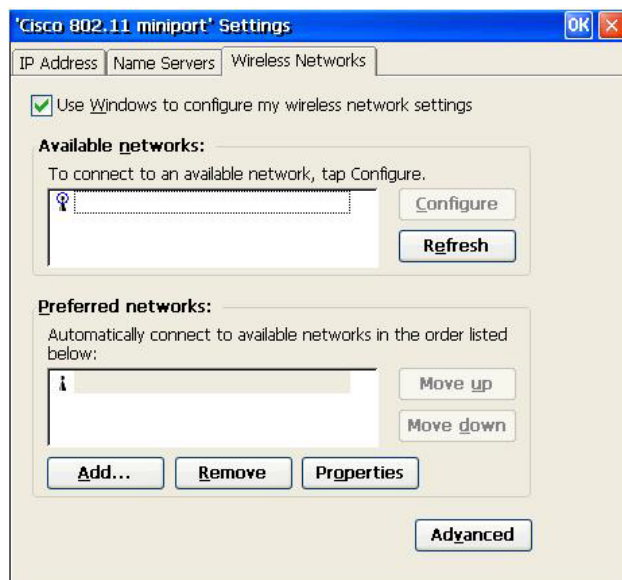 'Cisco 802.11 miniport' Settings OK
IP Address Name Servers Wireless Networks
Use Windows to configure my wireless network settings
Available networks:
To connect to an available network, tap Configure.
Configure
Refresh
Preferred networks:
Automatically connect to available networks in the order listed
below:
Move up
Move down
Add... Remove Properties
Advanced